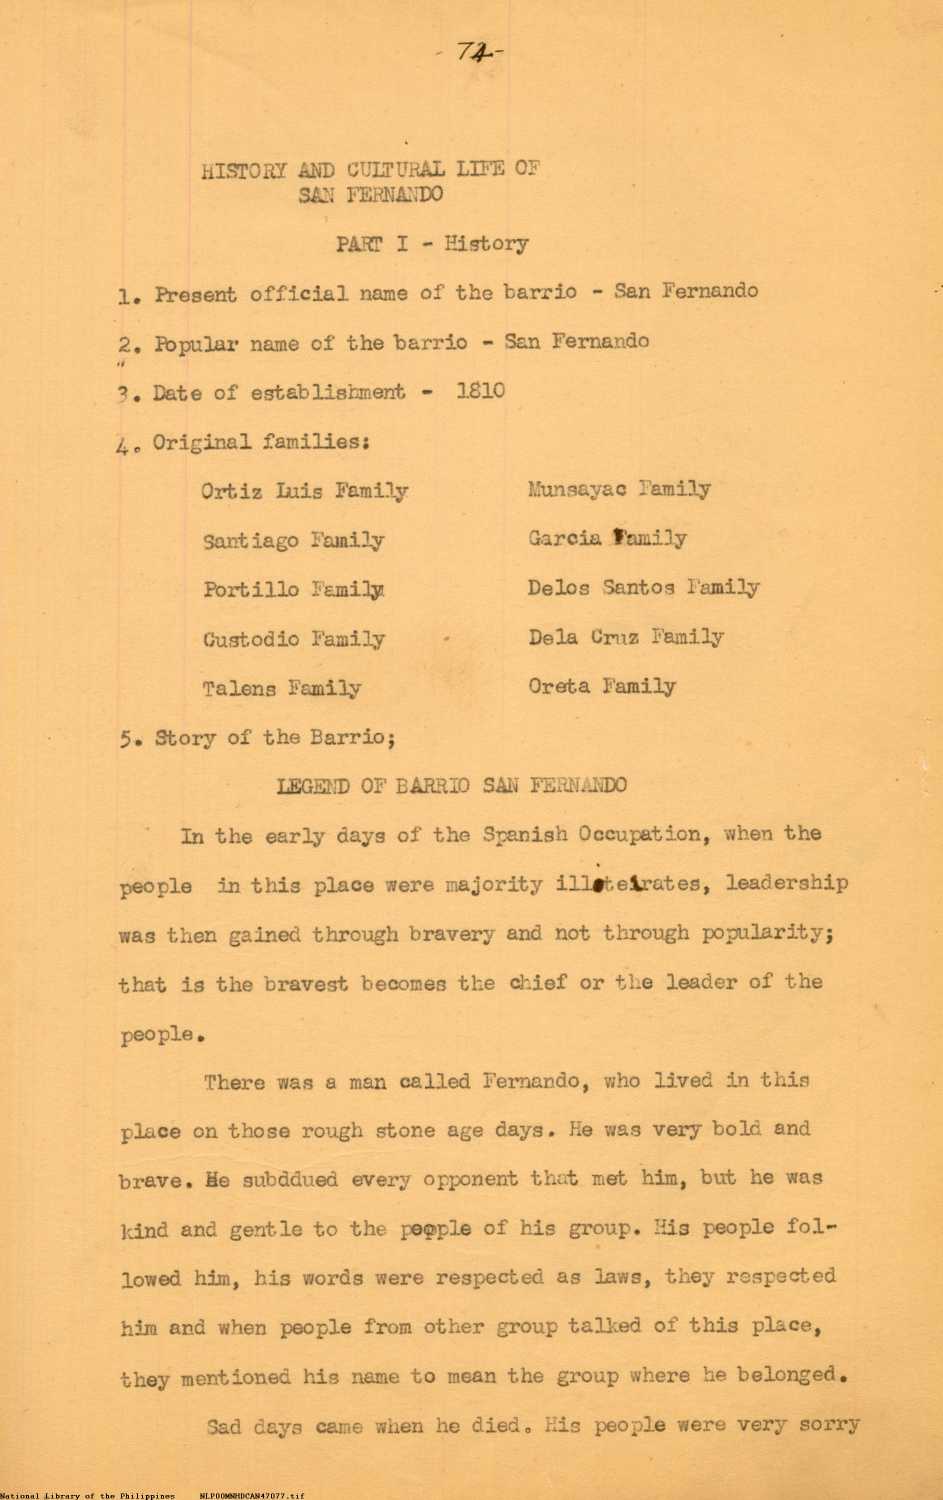 HISTORY AND CULTURAL LIFE OF
SAN FERNANDO
PART I - History
1. Present official name of the barrio - San Fernando
2. Popular name of the barrio - San Fernando
3. Date of establishment - 1810
4. Original families:
Ortiz Luis Family Munsayac Family
Santiago Family Garcia Family
Portillo Family Delos Santos Family
Custodio Family Dela Cruz Family
Talens Family Oreta Family
5. Story of the Barrio;
LEGEND OF BARRIO SAN FERNANDO
In the early days of the Spanish Occupation, when the
people in this place were majority leadership
was then gained through bravery and not through popularity;
that is the bravest becomes the chief or the leader of the
people.
There was a man called Fernando, who lived in this
place on those rough stone age days. He was very bold and
brave. He subddued every opponent that met him, but he was
kind and gentle to the people of his group. His people fol-
lowed him, his words were respected as laws, they respected
him and when people from other group talked of this place,
they mentioned his name to mean the group where he belonged.
Sad days came when he died. His people were very sorry
National Library of the Philippines NLP00MNHDCAN47077.tif